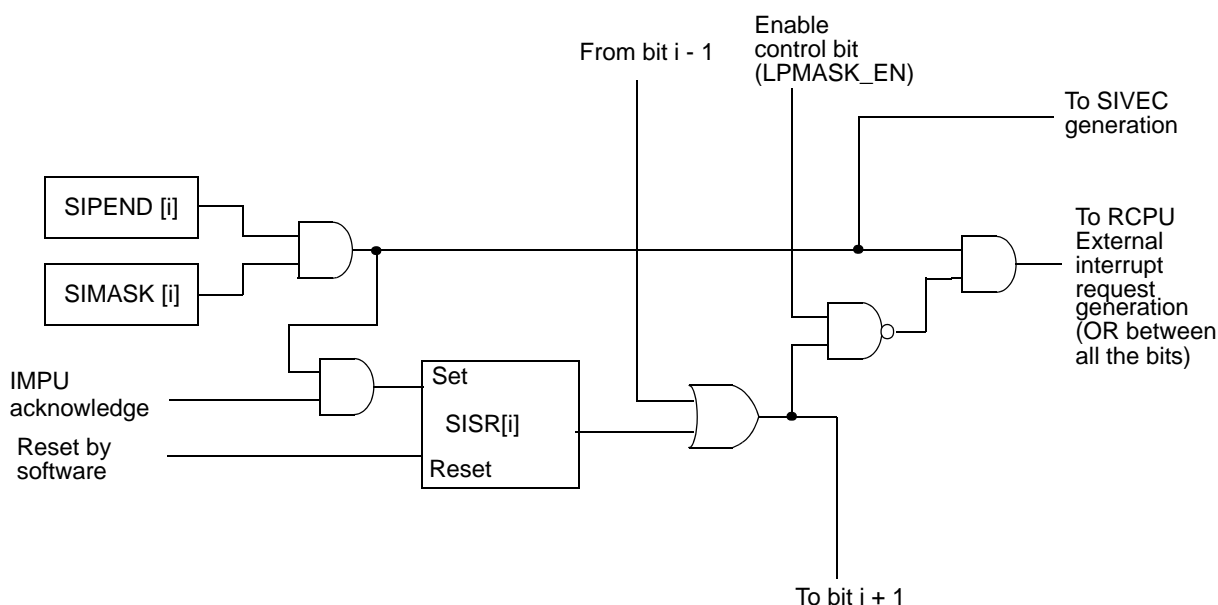 Enable
control bit
(LPMASK_EN)
From bit i - 1
To SIVEC
generation
SIPEND [i]
SIMASK [i]
To RCPU
External
interrupt
request
generation
(OR between
all the bits)
IMPU
acknowledge
Set
SISR[i]
Reset
Reset by
software
To bit i + 1